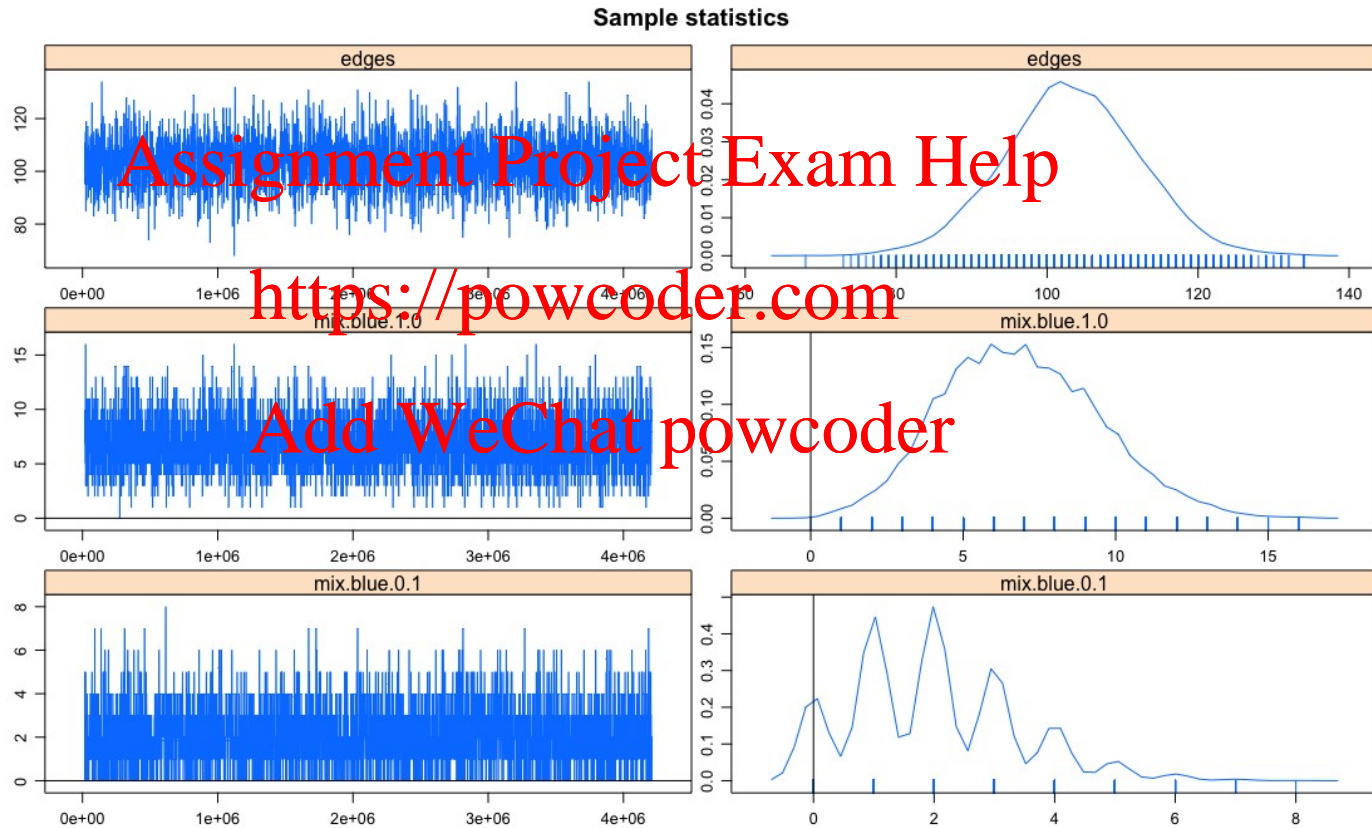 Sample statistics
edges
edges
80 100 120
0.00 0.01 0.02 0.03 0.04
Assignment Project Exam Help
0e+00 1e+06 2e+06 3e+06 4e+06
60 80 100 120 140
https://powcoder.com
mix.blue.1.0
mix.blue.1.0
0 5 10 15
0.00 0.05 0.10 0.15
Add WeChat powcoder
0e+00 1e+06 2e+06 3e+06 4e+06
0 5 10 15
mix.blue.0.1
mix.blue.0.1
0 2 4 6 8
0.0 0.1 0.2 0.3 0.4
0e+00 1e+06 2e+06 3e+06 4e+06
0 2 4 6 8